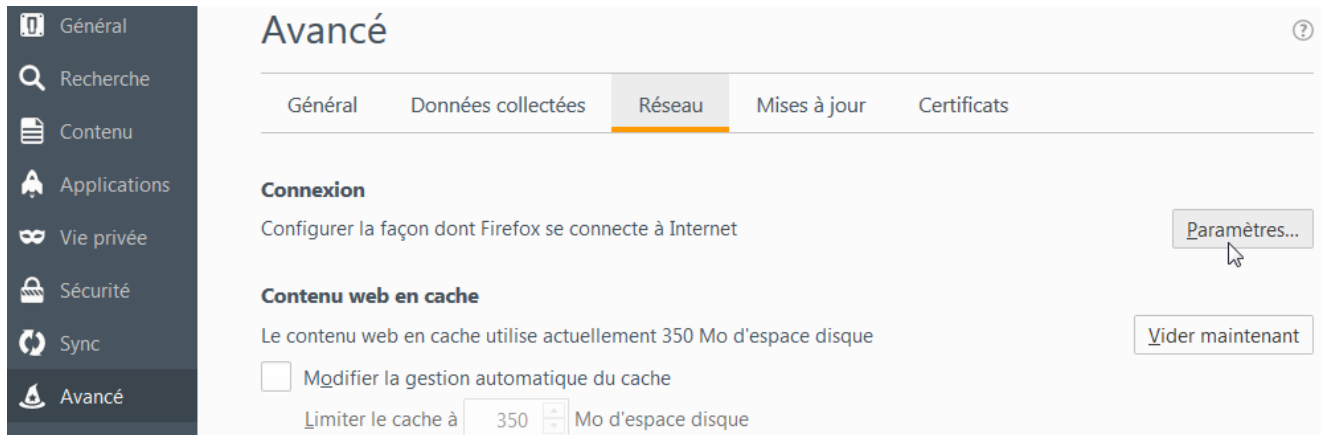 Général
Recherche
Contenu
Applications
Vie privée
Sécurité
Sync
Avancé
Avancé
?
Général Données collectées Réseau Mises à jour Certificats
Connexion
Configurer la façon dont Firefox se connecte à Internet
Paramètres...
Contenu web en cache
Le contenu web en cache utilise actuellement 350 Mo d'espace disque
Vider maintenant
Modifier la gestion automatique du cache
Limiter le cache à 350 Mo d'espace disque